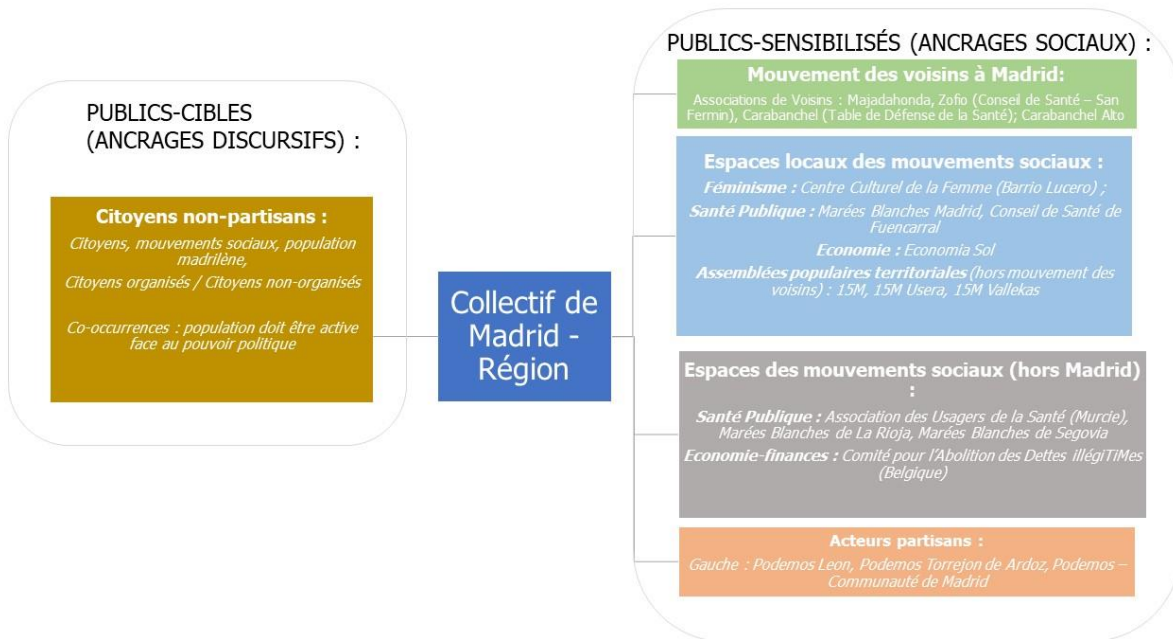 PUBLICS-CIBLES
(ANCRAGES DISCURSIFS) :
Citoyens non-partisans :
Citoyens, mouvements sociaux, population
madrilène,
Citoyens organisés / Citoyens non-organisés
Co-occurrences : population doit être active
face au pouvoir politique
Collectif de
Madrid -
Région
PUBLICS-SENSIBILISÉS (ANCRAGES SOCIAUX) :
Mouvement des voisins à Madrid:
Associations de Voisins : Majadahonda, Zofio (Conseil de Santé – San
Fermin), Carabanchel (Table de Défense de la Santé); Carabanchel Alto
Espaces locaux des mouvements sociaux :
Féminisme : Centre Culturel de la Femme (Barrio Lucero) ;
Santé Publique : Marées Blanches Madrid, Conseil de Santé de
Fuencarral
Economie : Economia Sol
Assemblées populaires territoriales (hors mouvement des
voisins) : 15M, 15M Usera, 15M Vallekas
Espaces des mouvements sociaux (hors Madrid)
:
Santé Publique : Association des Usagers de la Santé (Murcie),
Marées Blanches de La Rioja, Marées Blanches de Segovia
Economie-finances : Comité pour l'Abolition des Dettes illégiTiMes
(Belgique)
Acteurs partisans :
Gauche : Podemos Leon, Podemos Torrejon de Ardoz, Podemos –
Communauté de Madrid